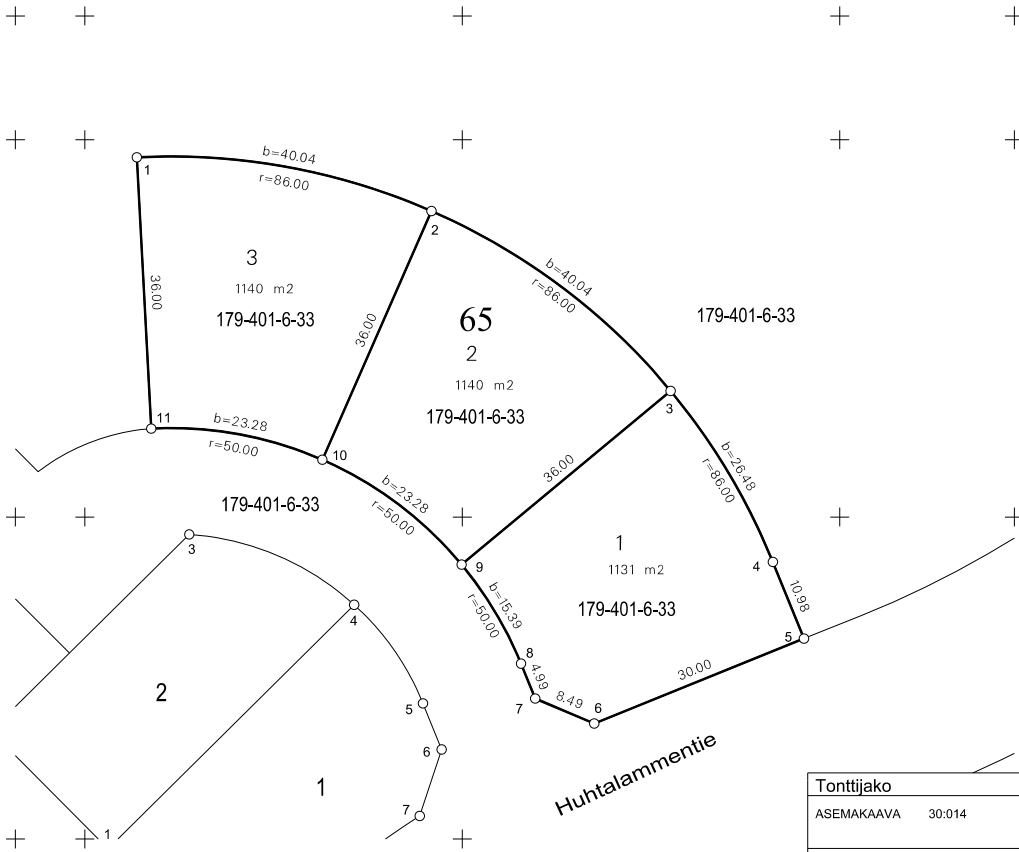 b=40.04
r=86.00
1
2
3
1140 m2
179-401-6-33
36.00
36.00
b=40.04
r=86.00
65
2
1140 m2
179-401-6-33
179-401-6-33
3
11
b=23.28
r=50.00
10
b=23.28
r=50.00
36.00
b=26.48
r=86.00
179-401-6-33
9
1
1131 m2
179-401-6-33
4
10.98
5
b=15.39
r=50.00
8
4.99
7
8.49
6
30.00
3
4
2
5
6
1
7
1
Huhtalammentie
Tonttijako
ASEMAKAAVA 30:014